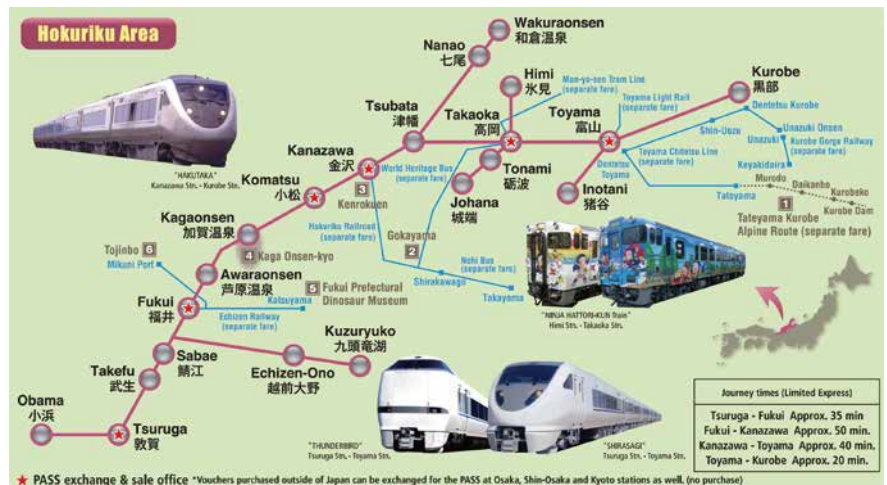 Hokuriku Area
Wakuraonsen
和倉温泉
Nanao
七尾
Himi
氷見
Man-yo-sen Tram Line
(separate fare)
Kurobe
黒部
Tsubata
津幡
Takaoka
高岡
Toyama
富山
Toyama Light Rail
(separate fare)
Dentetsu Kurobe
Shin-Uozu
Unazuki Onsen
Unazuki
Kurobe Gorge Railway
(separate fare)
Keyakidaira
"HAKUTAKA"
Kanazawa Stn. - Kurobe Stn.
Kanazawa
金沢
World Heritage Bus
(separate fare)
Toyama Chitetsu Line
(separate fare)
Dentetsu
Toyama
Tonami
砺波
Johana
城端
Inotani
猪谷
Tateyama
Murodo
Daikanbo
Kurobeko
Kurobe Dam
1
Tateyama Kurobe
Alpine Route (separate fare)
Komatsu
小松
3
Kenrokuen
Kagaonsen
加賀温泉
Hokuriku Railroad
(separate fare)
Gokayama
2
4 Kaga Onsen-kyo
Tojinbo 6
Mikuni Port
Nohi Bus
(separate fare)
Shirakawago
Takayama
Awaraonsen
芦原温泉
5 Fukui Prefectural
Dinosaur Museum
Katsuyama
Fukui
福井
Echizen Railway
(separate fare)
"NINJA HATTORI-KUN Train"
Himi Stn. - Takaoka Stn.
Kuzuryuko
九頭竜湖
Sabae
鯖江
Echizen-Ono
越前大野
Takefu
武生
Obama
小浜
Tsuruga
敦賀
"THUNDERBIRD"
Tsuruga Stn. - Toyama Stn.
"SHIRASAGI"
Tsuruga Stn. - Toyama Stn.
Journey times (Limited Express)
Tsuruga - Fukui Approx. 35 min
Fukui - Kanazawa Approx. 50 min.
Kanazawa - Toyama Approx. 40 min.
Toyama - Kurobe Approx. 20 min.
★ PASS exchange & sale office *Vouchers purchased outside of Japan can be exchanged for the PASS at Osaka, Shin-Osaka and Kyoto stations as well. (no purchase)